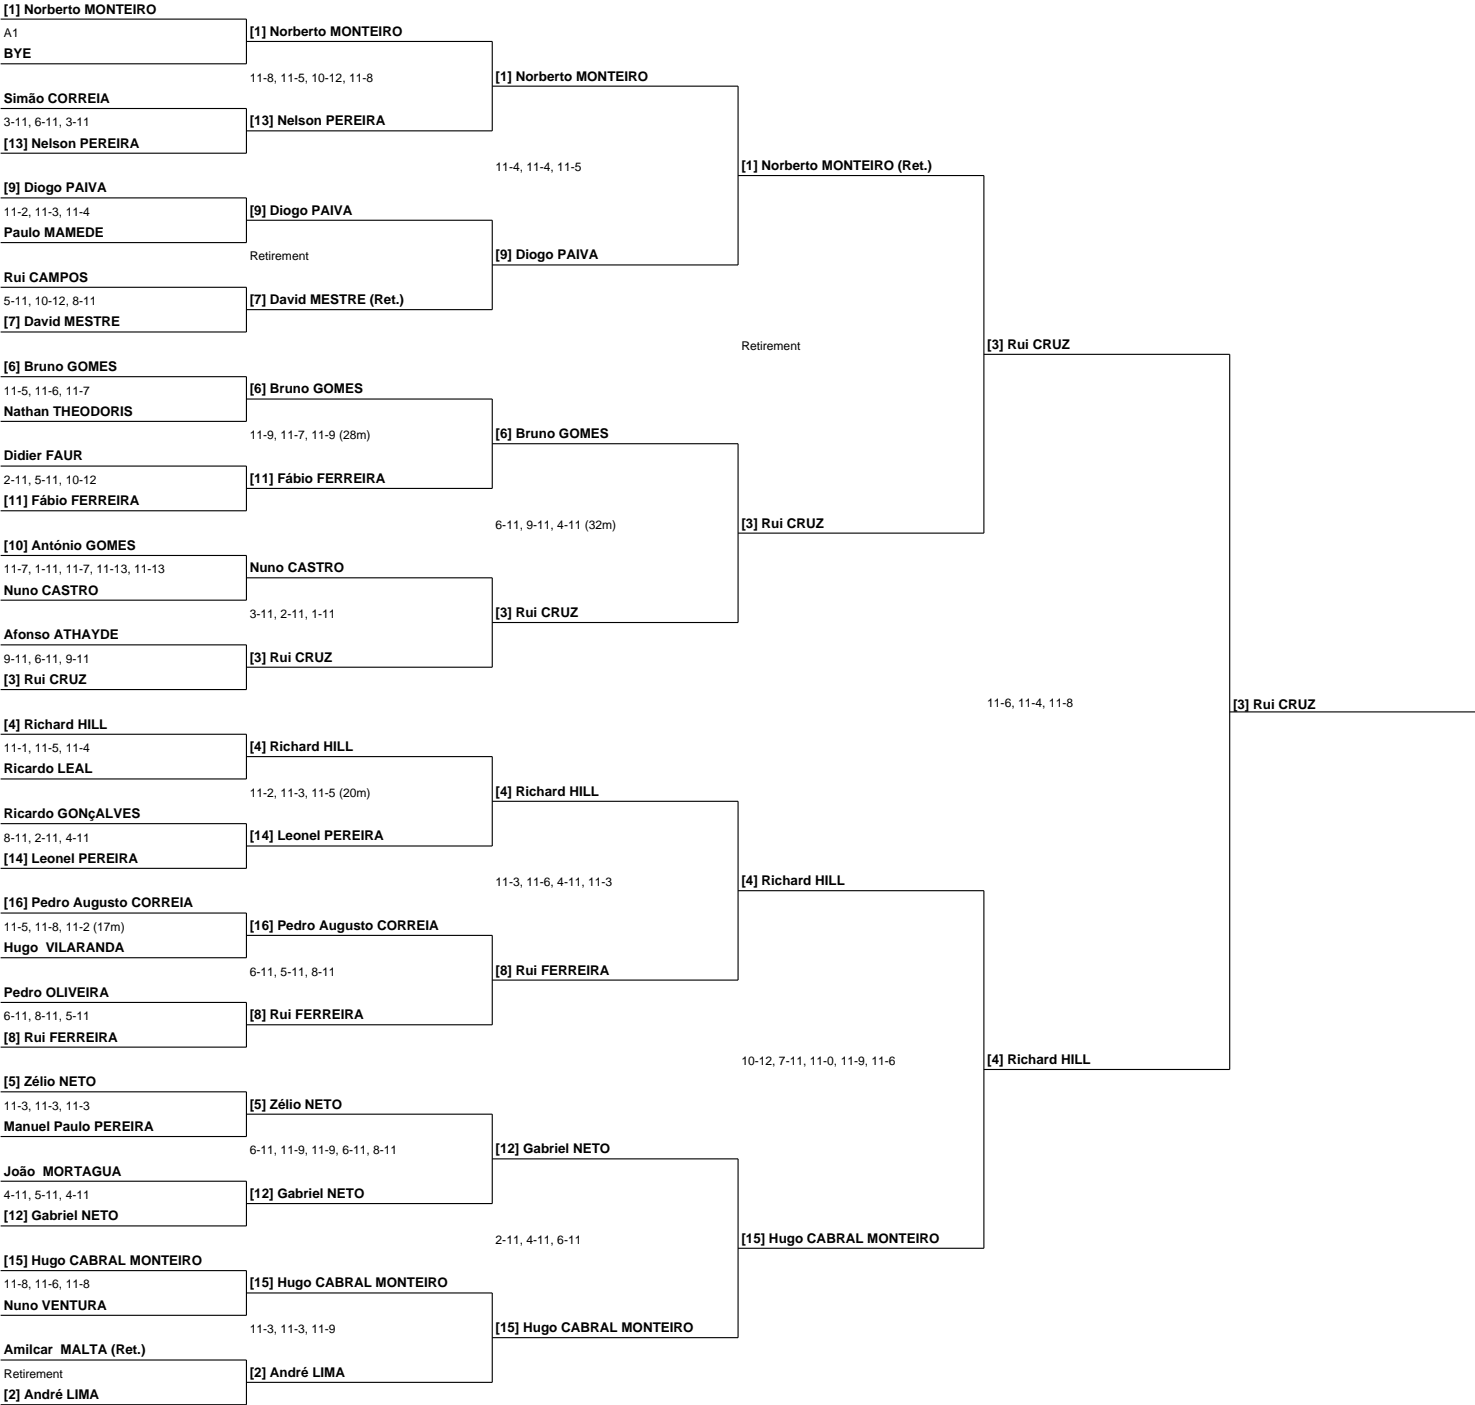 [1] Norberto MONTEIRO
A1
[1] Norberto MONTEIRO
BYE
11-8, 11-5, 10-12, 11-8
[1] Norberto MONTEIRO
Simão CORREIA
3-11, 6-11, 3-11
[13] Nelson PEREIRA
[13] Nelson PEREIRA
11-4, 11-4, 11-5
[1] Norberto MONTEIRO (Ret.)
[9] Diogo PAIVA
11-2, 11-3, 11-4
[9] Diogo PAIVA
Paulo MAMEDE
Retirement
[9] Diogo PAIVA
Rui CAMPOS
5-11, 10-12, 8-11
[7] David MESTRE (Ret.)
[7] David MESTRE
Retirement
[3] Rui CRUZ
[6] Bruno GOMES
11-5, 11-6, 11-7
[6] Bruno GOMES
Nathan THEODORIS
11-9, 11-7, 11-9 (28m)
[6] Bruno GOMES
Didier FAUR
2-11, 5-11, 10-12
[11] Fábio FERREIRA
[11] Fábio FERREIRA
6-11, 9-11, 4-11 (32m)
[3] Rui CRUZ
[10] António GOMES
11-7, 1-11, 11-7, 11-13, 11-13
Nuno CASTRO
Nuno CASTRO
3-11, 2-11, 1-11
[3] Rui CRUZ
Afonso ATHAYDE
9-11, 6-11, 9-11
[3] Rui CRUZ
[3] Rui CRUZ
11-6, 11-4, 11-8
[3] Rui CRUZ
[4] Richard HILL
11-1, 11-5, 11-4
[4] Richard HILL
Ricardo LEAL
11-2, 11-3, 11-5 (20m)
[4] Richard HILL
Ricardo GONçALVES
8-11, 2-11, 4-11
[14] Leonel PEREIRA
[14] Leonel PEREIRA
11-3, 11-6, 4-11, 11-3
[4] Richard HILL
[16] Pedro Augusto CORREIA
11-5, 11-8, 11-2 (17m)
[16] Pedro Augusto CORREIA
Hugo  VILARANDA
6-11, 5-11, 8-11
[8] Rui FERREIRA
Pedro OLIVEIRA
6-11, 8-11, 5-11
[8] Rui FERREIRA
[8] Rui FERREIRA
10-12, 7-11, 11-0, 11-9, 11-6
[4] Richard HILL
[5] Zélio NETO
11-3, 11-3, 11-3
[5] Zélio NETO
Manuel Paulo PEREIRA
6-11, 11-9, 11-9, 6-11, 8-11
[12] Gabriel NETO
João  MORTAGUA
4-11, 5-11, 4-11
[12] Gabriel NETO
[12] Gabriel NETO
2-11, 4-11, 6-11
[15] Hugo CABRAL MONTEIRO
[15] Hugo CABRAL MONTEIRO
11-8, 11-6, 11-8
[15] Hugo CABRAL MONTEIRO
Nuno VENTURA
11-3, 11-3, 11-9
[15] Hugo CABRAL MONTEIRO
Amilcar  MALTA (Ret.)
Retirement
[2] André LIMA
[2] André LIMA